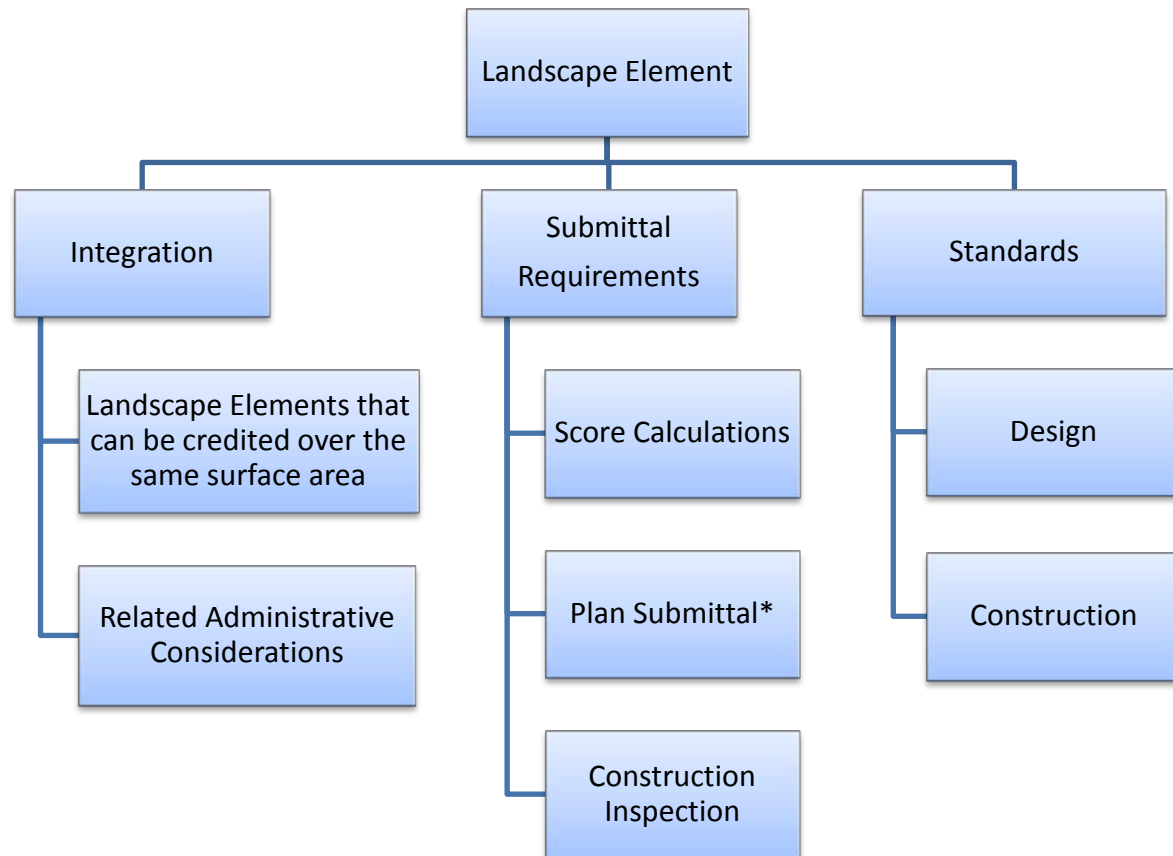 Landscape Element
Integration
Submittal
Requirements
Standards
Landscape Elements that
can be credited over the
same surface area
Related Administrative
Considerations
Score Calculations
Plan Submittal*
Construction
Inspection
Design
Construction